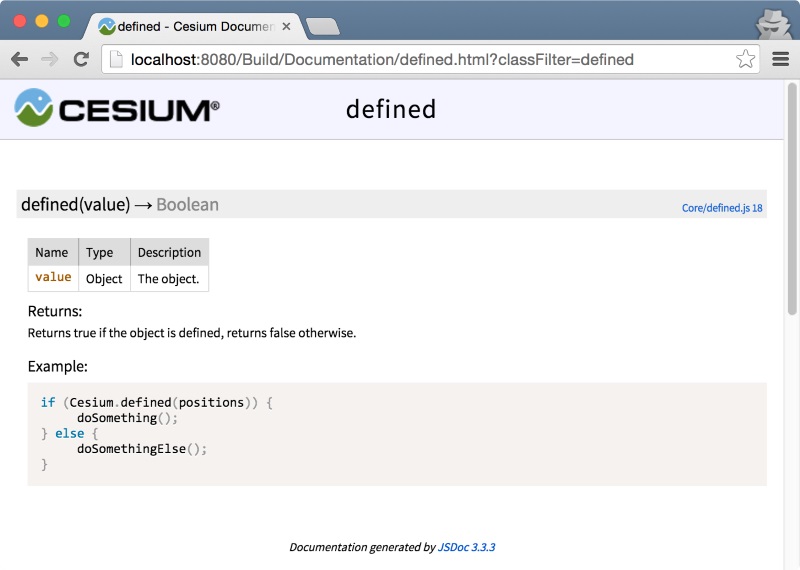 defined - Cesium Documen
localhost:8080/Build/Documentation/defined.html?classFilter=defined
CESIUM® defined
defined(value) → Boolean Core/defined.js 18
Name Type Description
value Object The object.
Returns:
Returns true if the object is defined, returns false otherwise.
Example:
if (Cesium.defined(positions)) {
doSomething();
} else {
doSomethingElse();
}
Documentation generated by JSDoc 3.3.3